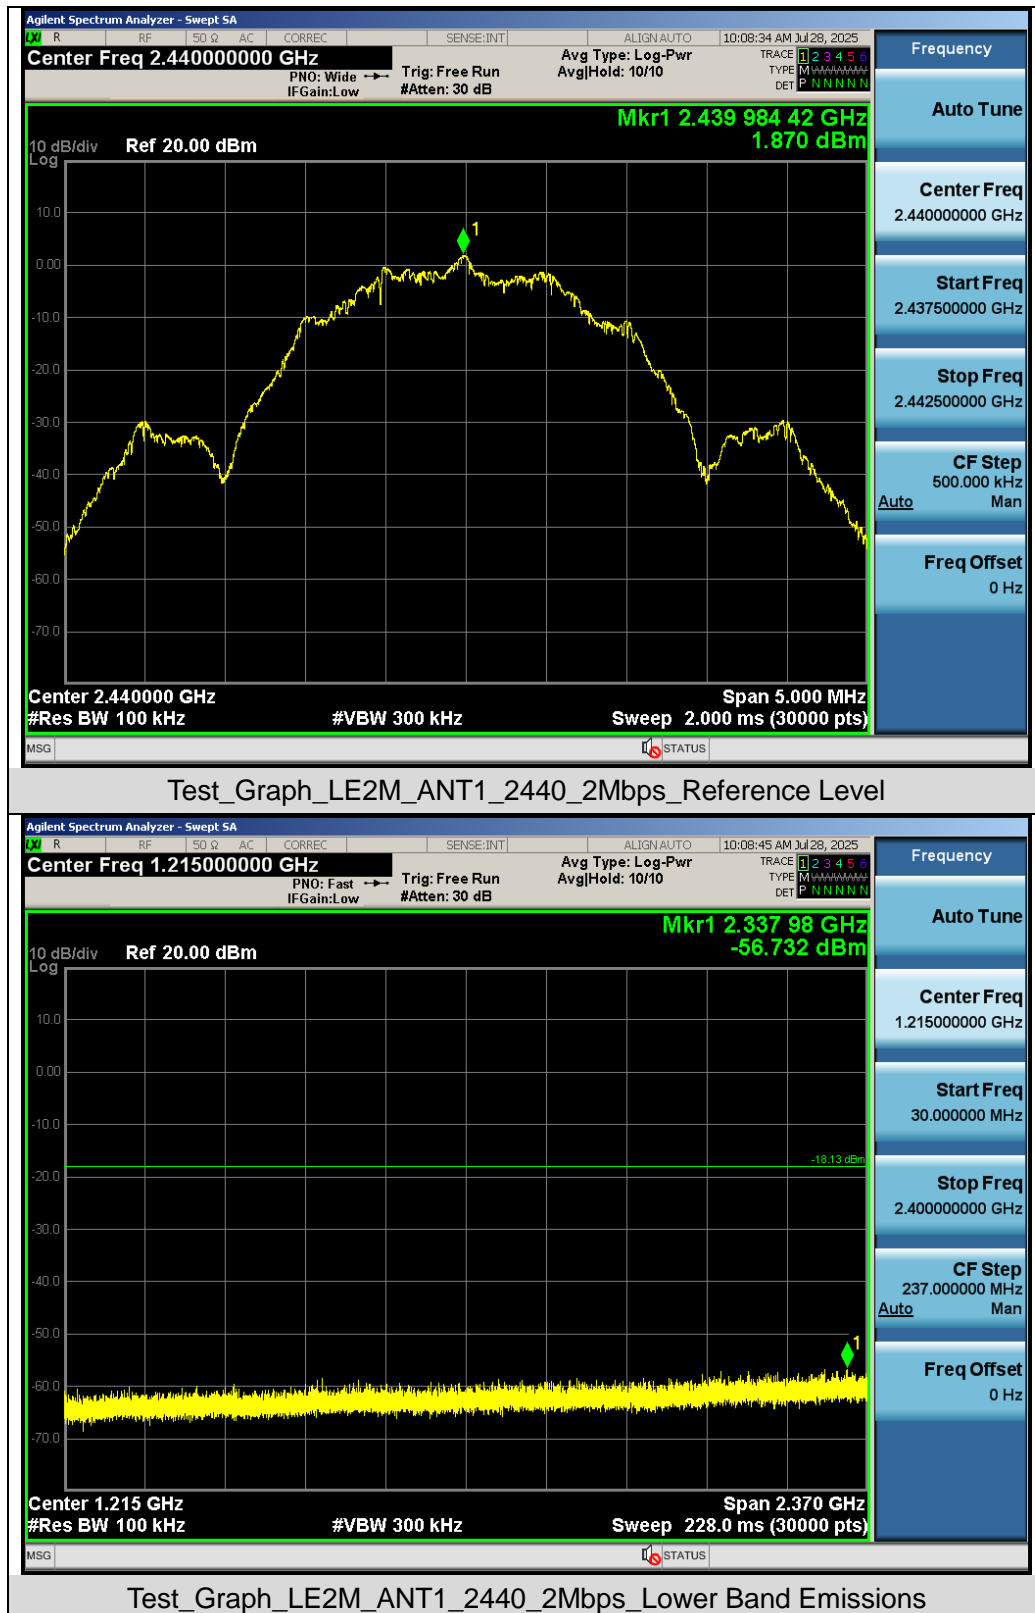 Agilent Spectrum Analyzer - Swept SA
LXI R RF 50 Ω AC CORREC SENSE:INT ALIGN AUTO 10:08:34 AM Jul 28, 2025
Center Freq 2.440000000 GHz
PNO: Wide
IFGain:Low
Trig: Free Run
#Atten: 30 dB
Avg Type: Log-Pwr
Avg|Hold: 10/10
TRACE 1 2 3 4 5 6
TYPE M
DET P N N N N N
Mkr1 2.439 984 42 GHz
1.870 dBm
10 dB/div
Log
Ref 20.00 dBm
10.0
0.00
-10.0
-20.0
-30.0
-40.0
-50.0
-60.0
-70.0
1
Center 2.440000 GHz
#Res BW 100 kHz
#VBW 300 kHz
Span 5.000 MHz
Sweep 2.000 ms (30000 pts)
MSG
STATUS
Frequency
Auto Tune
Center Freq
2.440000000 GHz
Start Freq
2.437500000 GHz
Stop Freq
2.442500000 GHz
CF Step
500.000 kHz
Auto Man
Freq Offset
0 Hz
Test_Graph_LE2M_ANT1_2440_2Mbps_Reference Level
Agilent Spectrum Analyzer - Swept SA
LXI R RF 50 Ω AC CORREC SENSE:INT ALIGN AUTO 10:08:45 AM Jul 28, 2025
Center Freq 1.215000000 GHz
PNO: Fast
IFGain:Low
Trig: Free Run
#Atten: 30 dB
Avg Type: Log-Pwr
Avg|Hold: 10/10
TRACE 1 2 3 4 5 6
TYPE M
DET P N N N N N
Mkr1 2.337 98 GHz
-56.732 dBm
10 dB/div
Log
Ref 20.00 dBm
10.0
0.00
-10.0
-20.0
-30.0
-40.0
-50.0
-60.0
-70.0
-18.13 dBm
1
Center 1.215 GHz
#Res BW 100 kHz
#VBW 300 kHz
Span 2.370 GHz
Sweep 228.0 ms (30000 pts)
MSG
STATUS
Frequency
Auto Tune
Center Freq
1.215000000 GHz
Start Freq
30.000000 MHz
Stop Freq
2.400000000 GHz
CF Step
237.000000 MHz
Auto Man
Freq Offset
0 Hz
Test_Graph_LE2M_ANT1_2440_2Mbps_Lower Band Emissions